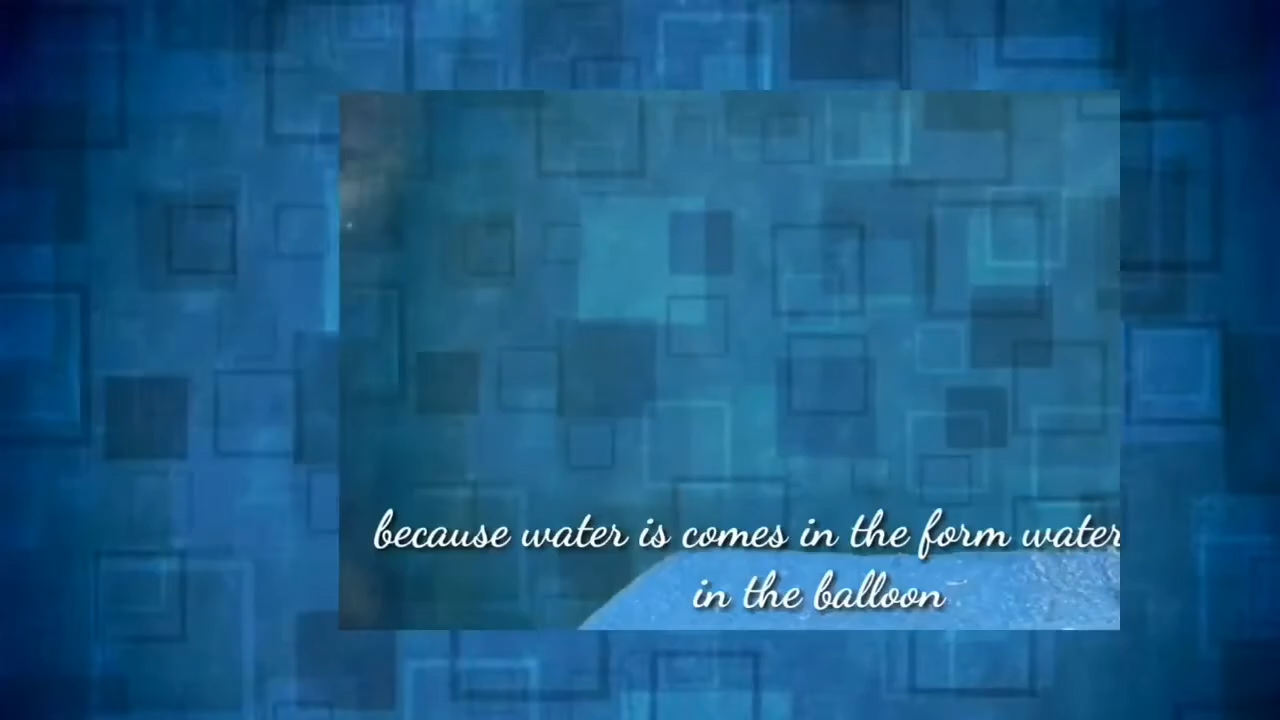 because water is comes in the form water
in the balloon